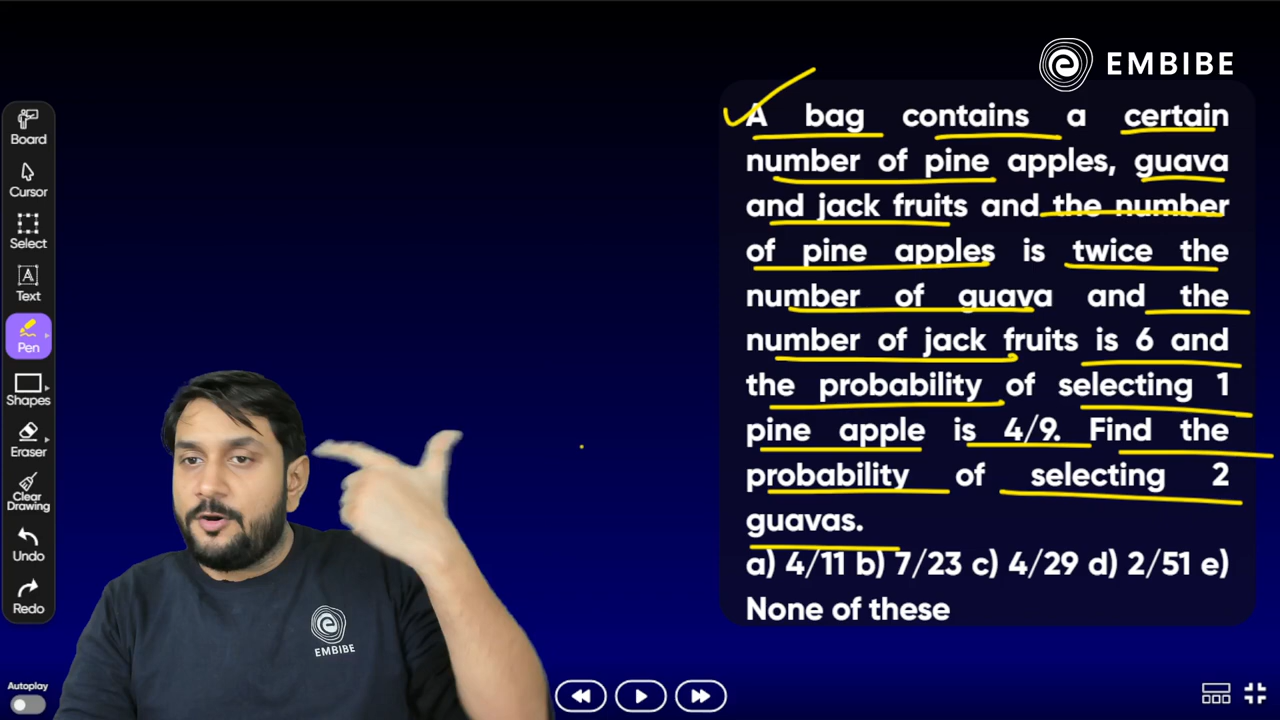 EMBIBE
Board
Cursor
Select
Text
Pen
Shapes
Eraser
Clear
Drawing
Undo
Redo
Autoplay
A bag contains a certain
number of pine apples, guava
and jack fruits and the number
of pine apples is twice the
number of guava and the
number of jack fruits is 6 and
the probability of selecting 1
pine apple is 4/9. Find the
probability of selecting 2
guavas.
a) 4/11 b) 7/23 c) 4/29 d) 2/51 e)
None of these
EMBIBE